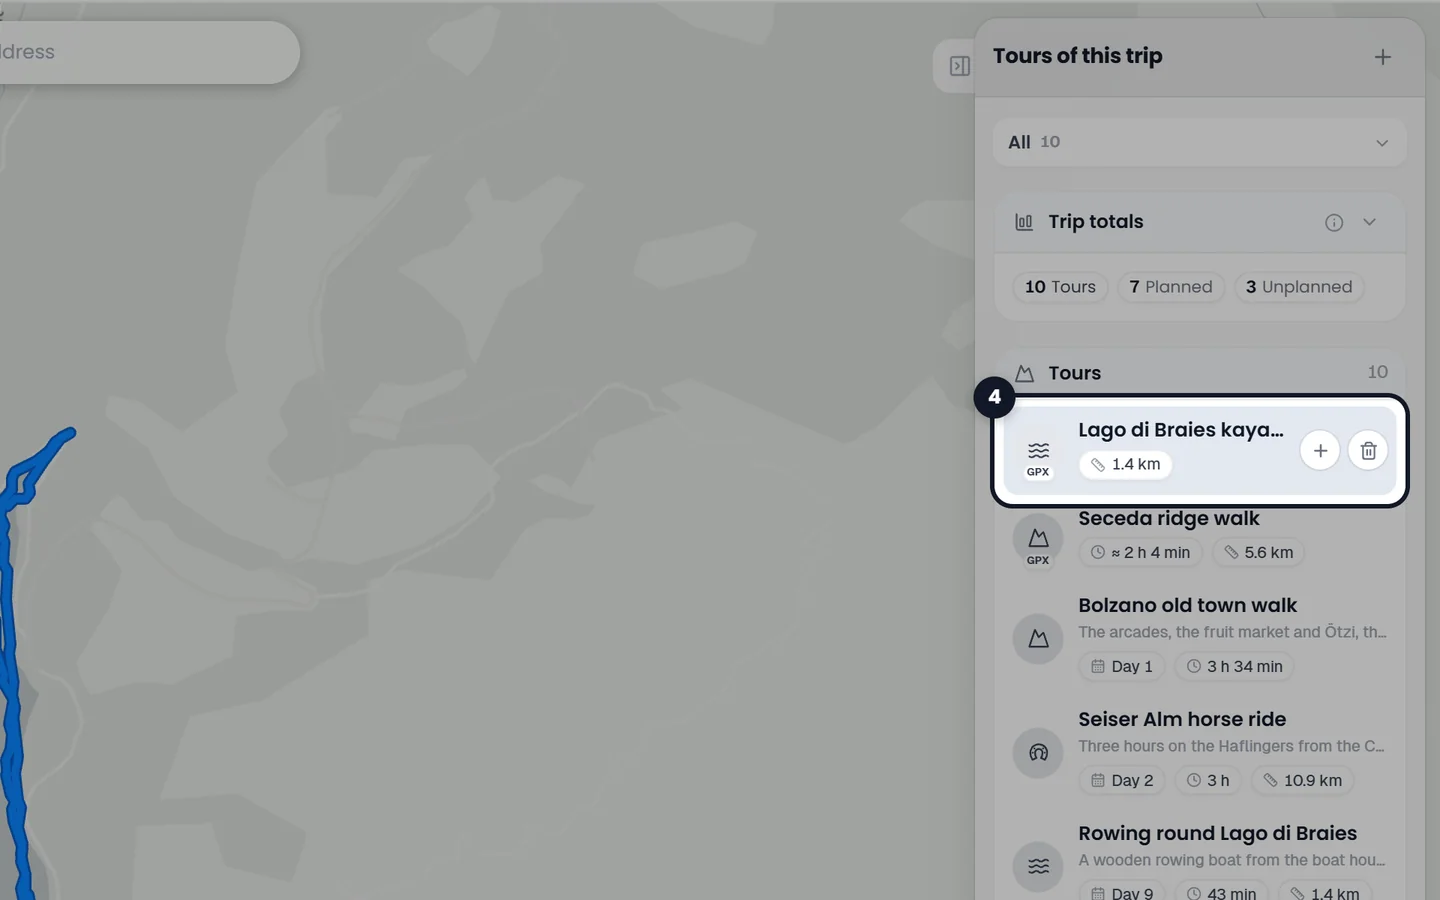 dress
Tours of this trip
All 10
Trip totals
10 Tours
7 Planned
3 Unplanned
Tours
10
4
Lago di Braies kaya...
GPX
1.4 km
Seceda ridge walk
GPX
≈ 2 h 4 min
5.6 km
Bolzano old town walk
The arcades, the fruit market and Ötzi, th...
Day 1
3 h 34 min
Seiser Alm horse ride
Three hours on the Haflingers from the C...
Day 2
3 h
10.9 km
Rowing round Lago di Braies
A wooden rowing boat from the boat hou...
Day 9
43 min
1.4 km